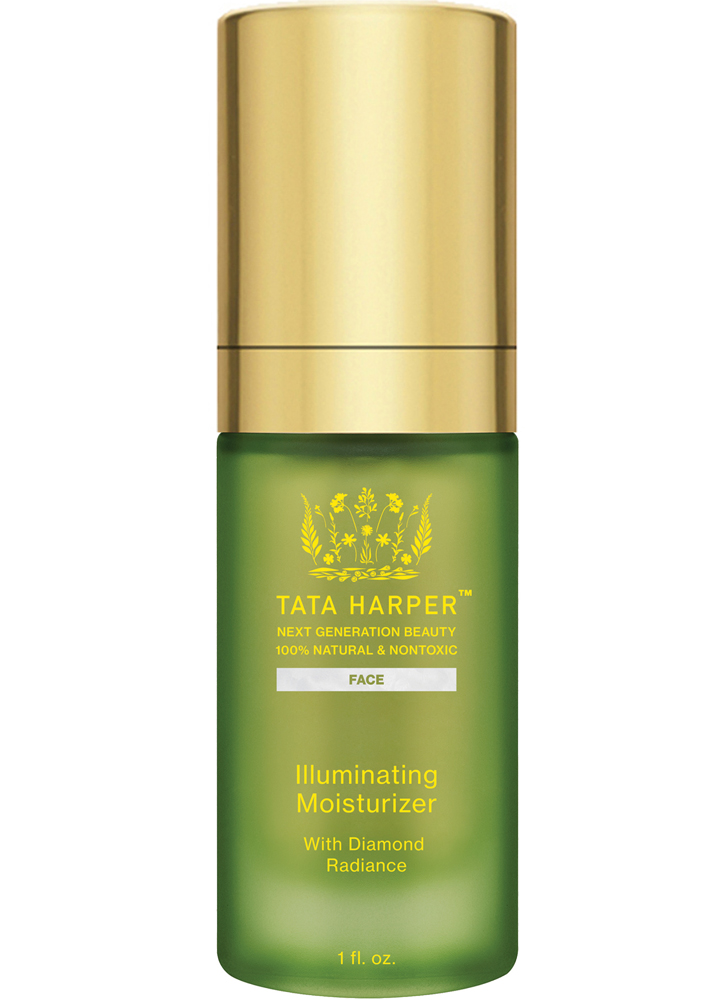 TATA HARPER™
NEXT GENERATION BEAUTY
100% NATURAL & NONTOXIC
FACE
Illuminating
Moisturizer
With Diamond
Radiance
1 fl. oz.